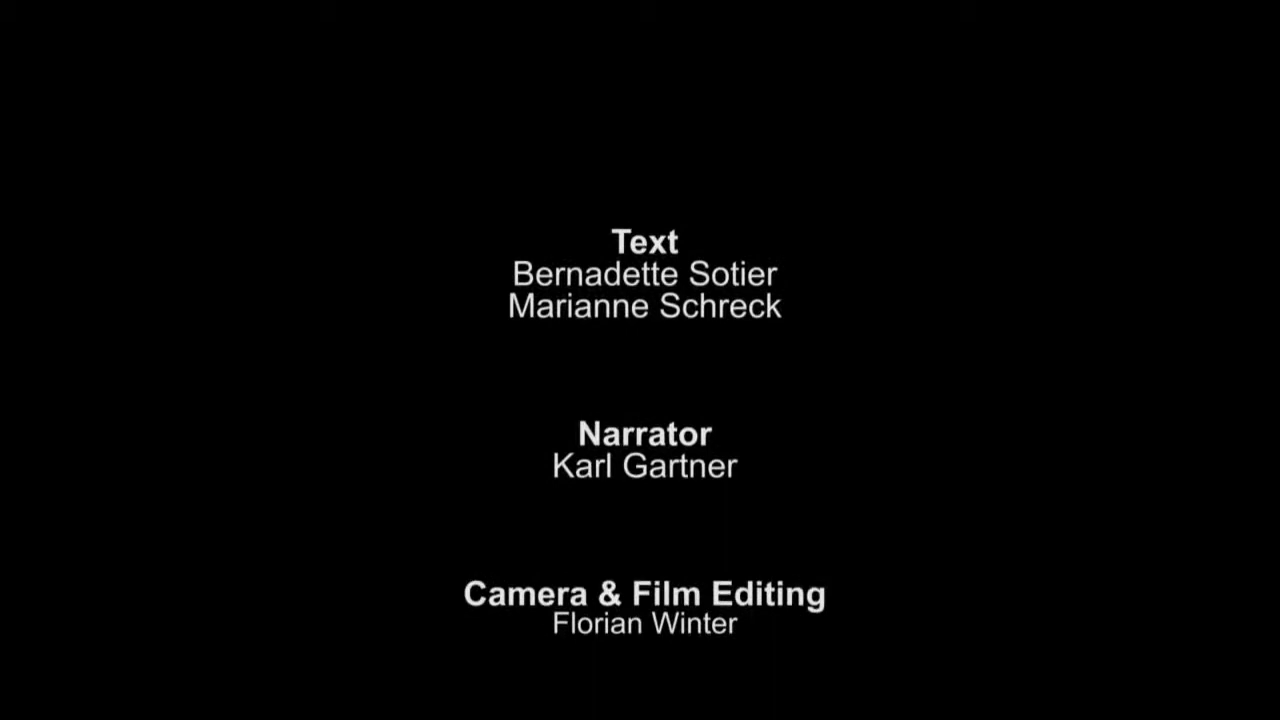 Text
Bernadette Sotier
Marianne Schreck
Narrator
Karl Gartner
Camera & Film Editing
Florian Winter